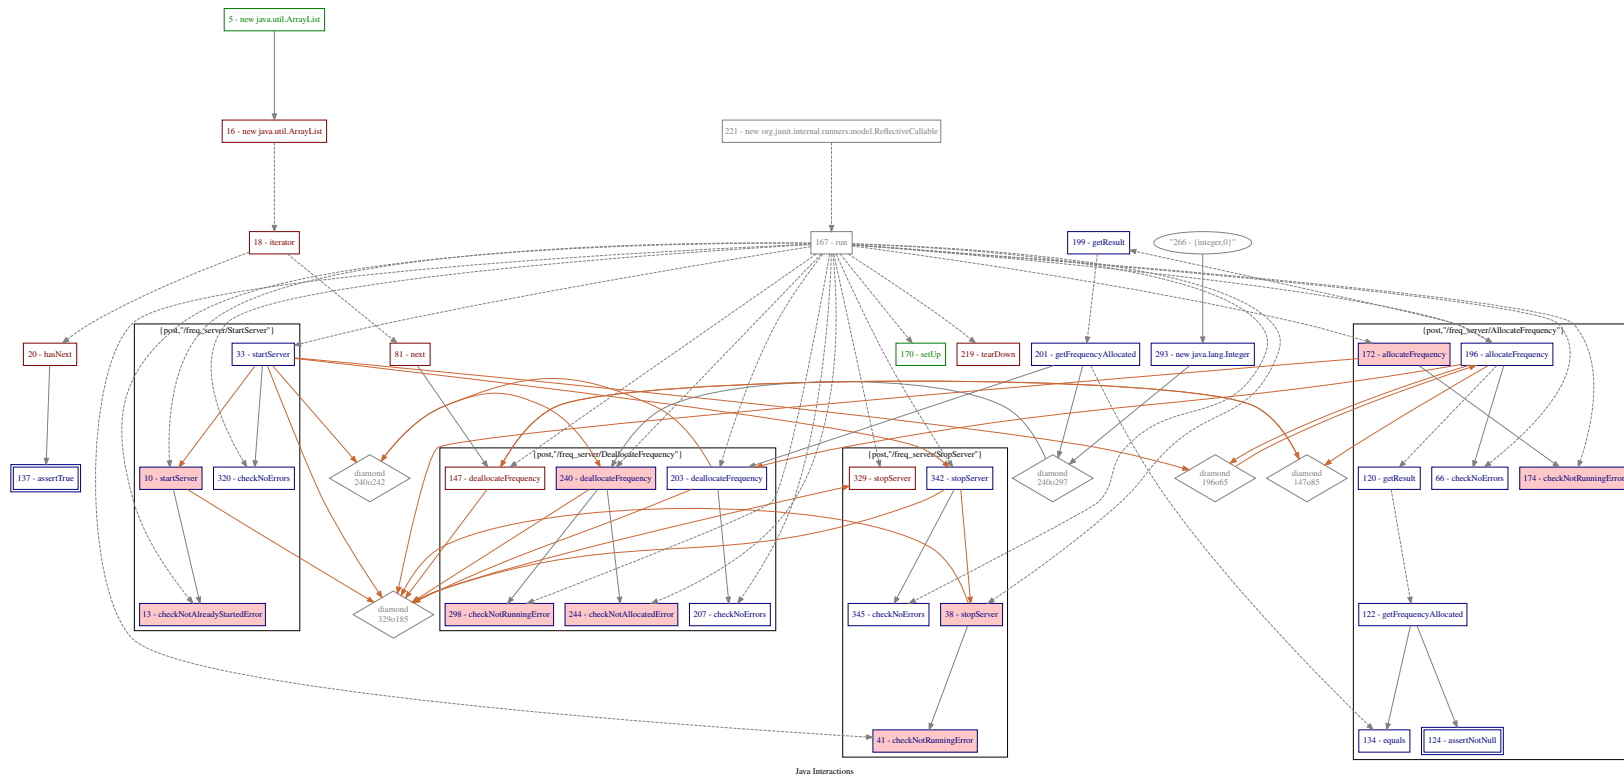 5 - new java.util.ArrayList
16 - new java.util.ArrayList
221 - new org.junit.internal.runners.model.ReflectiveCallable
18 - iterator
167 - run
199 - getResult
"266 - {integer,0}"
{post,"/freq_server/StartServer"}
{post,"/freq_server/AllocateFrequency"}
20 - hasNext
33 - startServer
81 - next
170 - setUp
219 - tearDown
201 - getFrequencyAllocated
293 - new java.lang.Integer
172 - allocateFrequency
196 - allocateFrequency
{post,"/freq_server/DeallocateFrequency"}
{post,"/freq_server/StopServer"}
137 - assertTrue
10 - startServer
320 - checkNoErrors
diamond
240o242
147 - deallocateFrequency
240 - deallocateFrequency
203 - deallocateFrequency
329 - stopServer
342 - stopServer
diamond
240o297
diamond
196o65
diamond
147o85
120 - getResult
66 - checkNoErrors
174 - checkNotRunningError
13 - checkNotAlreadyStartedError
diamond
329o185
298 - checkNotRunningError
244 - checkNotAllocatedError
207 - checkNoErrors
345 - checkNoErrors
38 - stopServer
122 - getFrequencyAllocated
41 - checkNotRunningError
134 - equals
124 - assertNotNull
Java Interactions